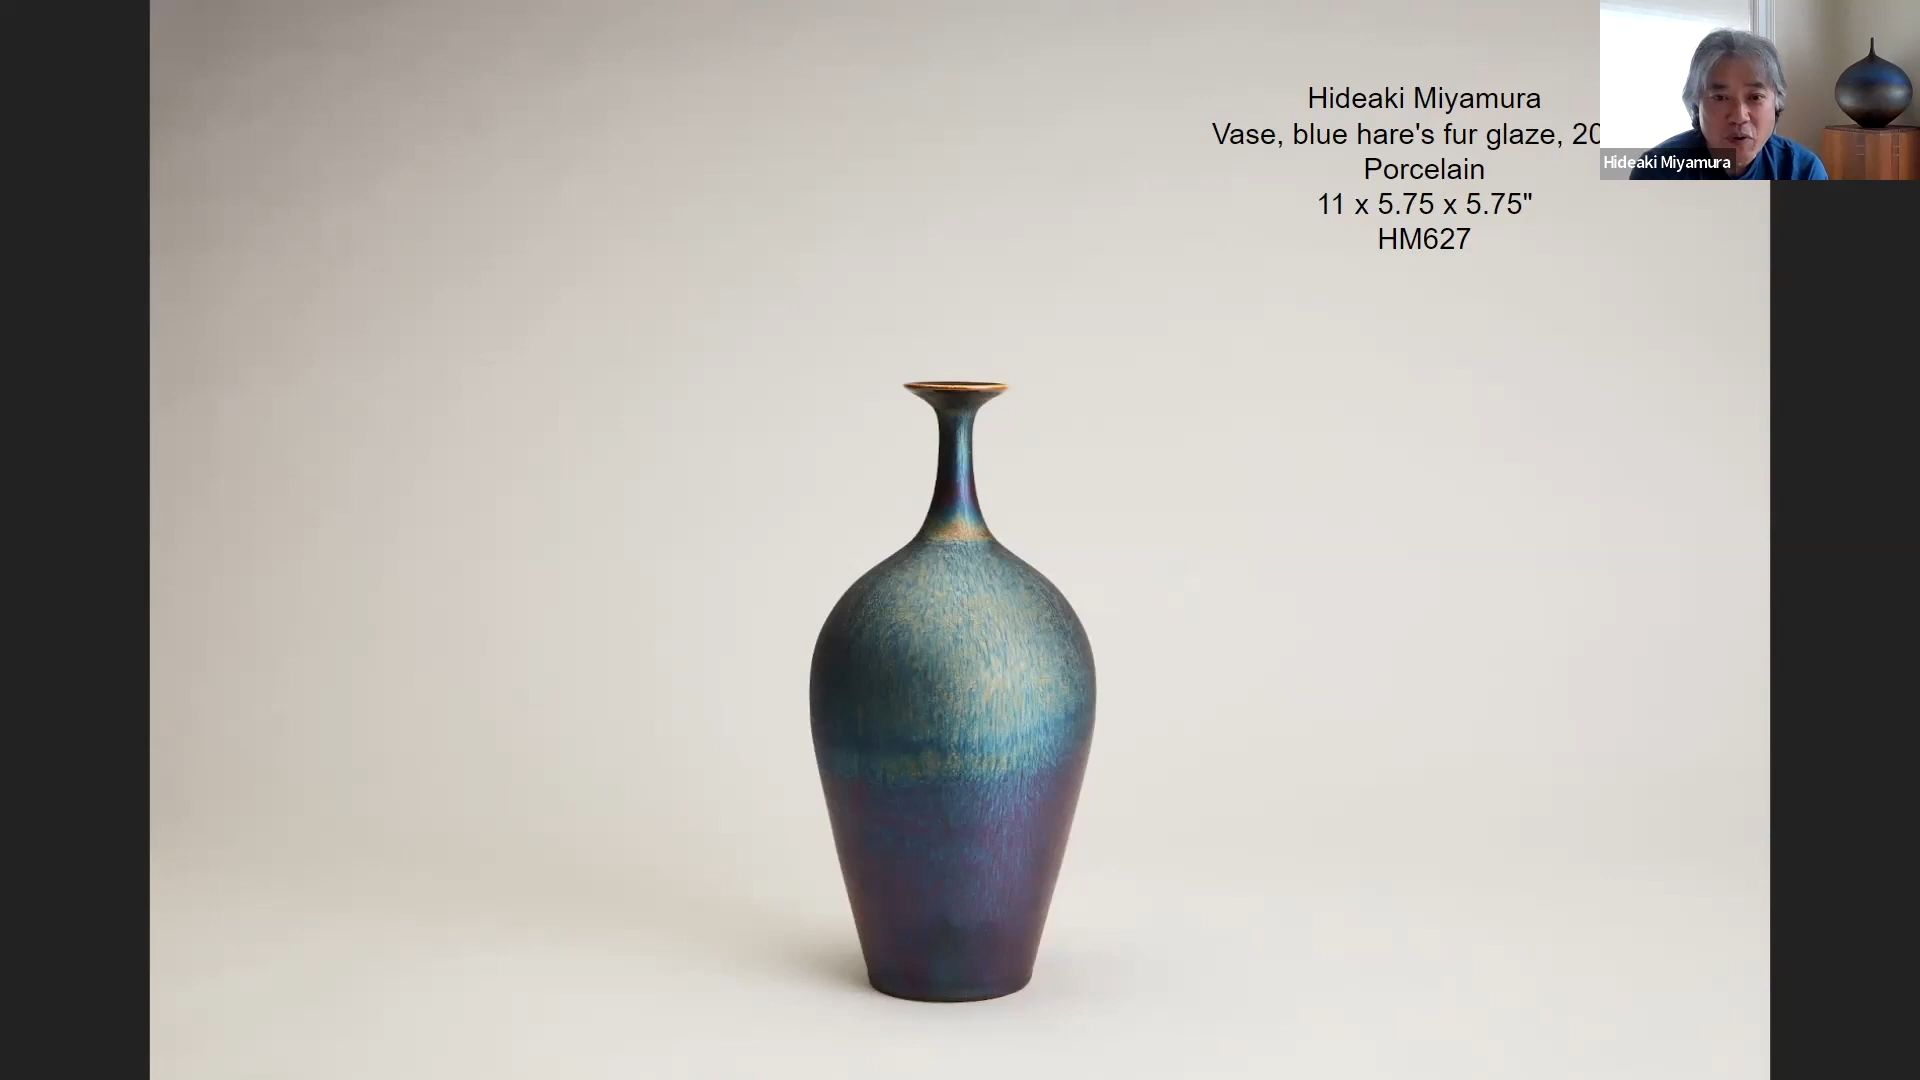 Hideaki Miyamura
Vase, blue hare's fur glaze, 20
Porcelain
11 x 5.75 x 5.75"
HM627
Hideaki Miyamura